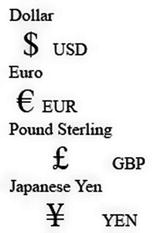 Dollar
$ USD
Euro
€ EUR
Pound Sterling
£ GBP
Japanese Yen
¥ YEN